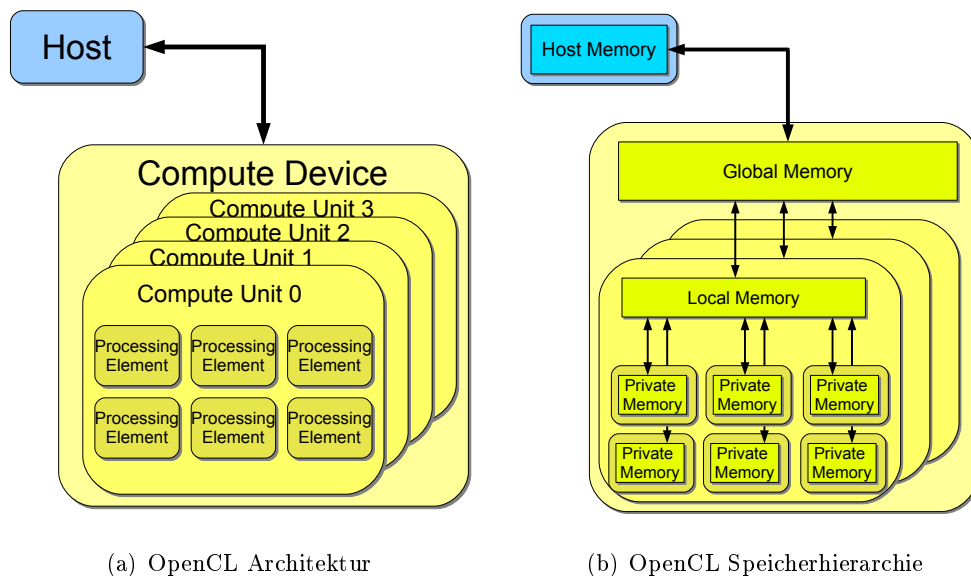 Host
Compute Device
Compute Unit 3
Compute Unit 2
Compute Unit 1
Compute Unit 0
Processing Element
Processing Element
Processing Element
Processing Element
Processing Element
Processing Element
(a) OpenCL Architektur
Host Memory
Global Memory
Local Memory
Private Memory
Private Memory
Private Memory
Private Memory
Private Memory
Private Memory
(b) OpenCL Speicherhierarchie